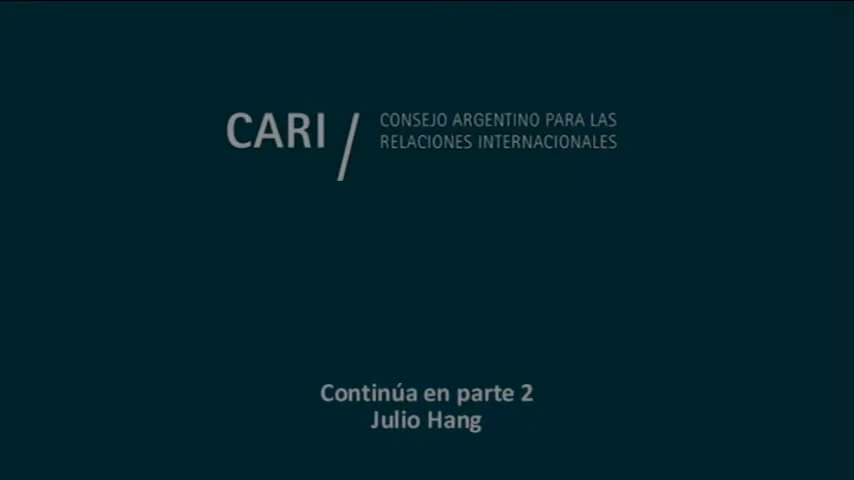 CARI /
CONSEJO ARGENTINO PARA LAS
RELACIONES INTERNACIONALES
Continúa en parte 2
Julio Hang